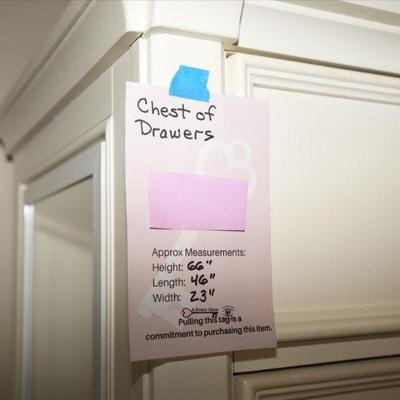 Chest of
Drawers
Approx Measurements:
Height: 66"
Length: 46"
Width: 23"
Pulling this tag is a
commitment to purchasing this item.